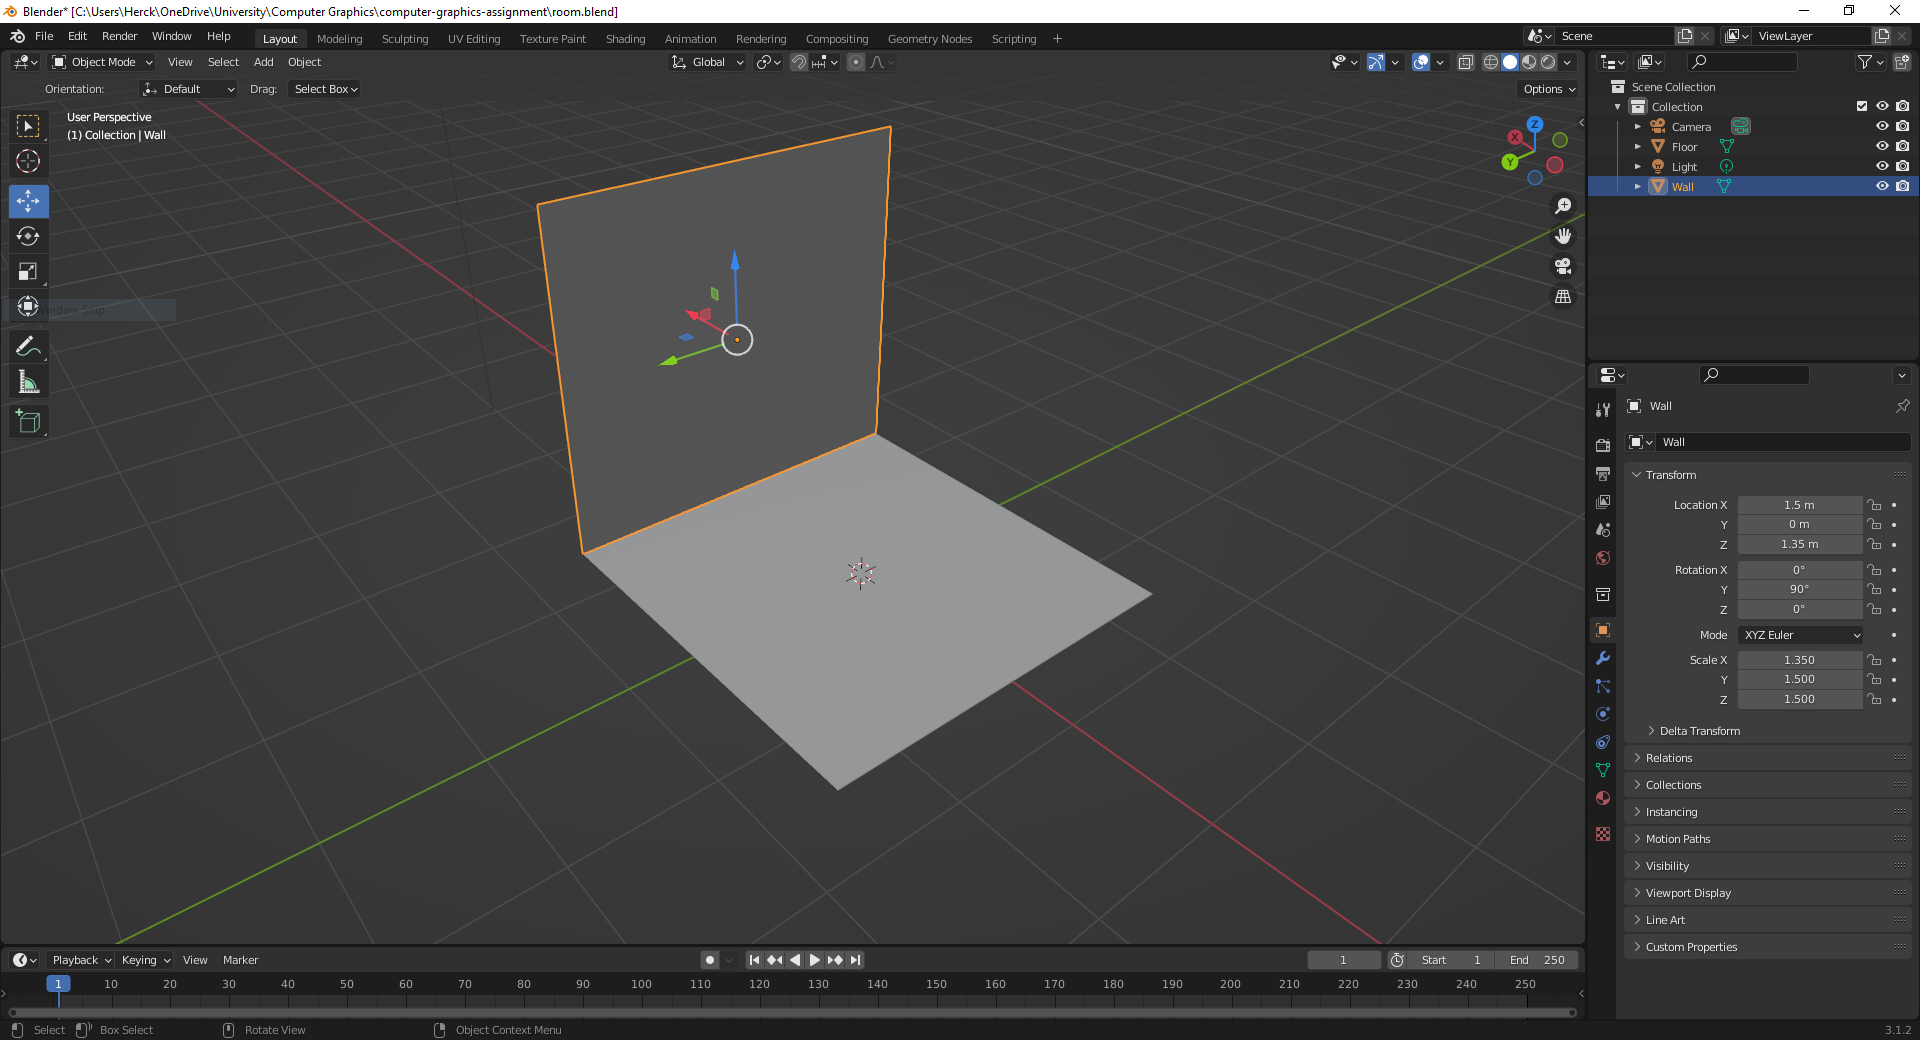 Blender* [C:\Users\Herck\OneDrive\University\Computer Graphics\computer-graphics-assignment\room.blend]
File Edit Render Window Help Layout Modeling Sculpting UV Editing Texture Paint Shading Animation Rendering Compositing Geometry Nodes Scripting + Scene ViewLayer
Object Mode View Select Add Object Global
Orientation: Default Drag: Select Box Options
User Perspective
(1) Collection | Wall
Z
X
Y
Window Snip
Scene Collection
Collection
Camera
Floor
Light
Wall
Wall
Wall
Transform
Location X 1.5 m
Y 0 m
Z 1.35 m
Rotation X 0°
Y 90°
Z 0°
Mode XYZ Euler
Scale X 1.350
Y 1.500
Z 1.500
Delta Transform
Relations
Collections
Instancing
Motion Paths
Visibility
Viewport Display
Line Art
Custom Properties
Playback Keying View Marker 1 Start 1 End 250
1 10 20 30 40 50 60 70 80 90 100 110 120 130 140 150 160 170 180 190 200 210 220 230 240 250
Select Box Select Rotate View Object Context Menu 3.1.2